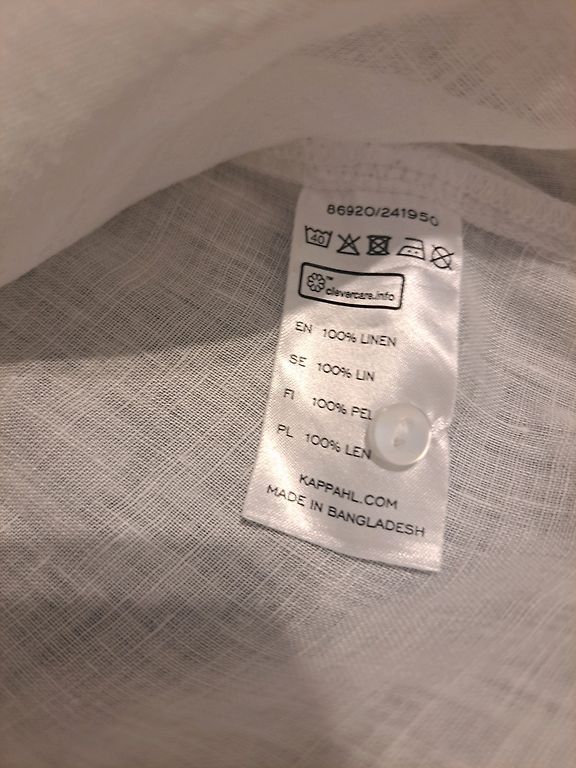 86920/241950
40
clevercare.info
EN 100% LINEN
SE 100% LIN
FI 100% PEL
PL 100% LEN
KAPPAHL.COM
MADE IN BANGLADESH